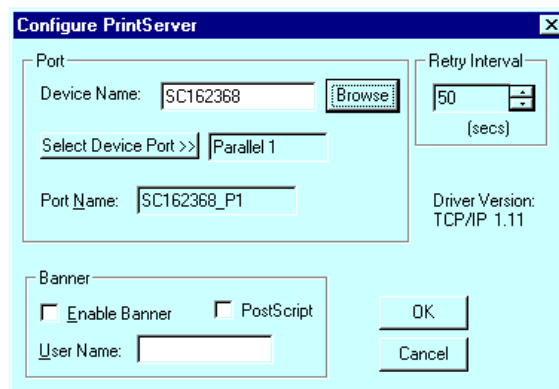 Configure PrintServer
Port
Device Name: SC162368 Browse
Select Device Port >> Parallel 1
Port Name: SC162368_P1
Retry Interval
50
(secs)
Driver Version:
TCP/IP 1.11
Banner
Enable Banner PostScript
User Name:
OK
Cancel